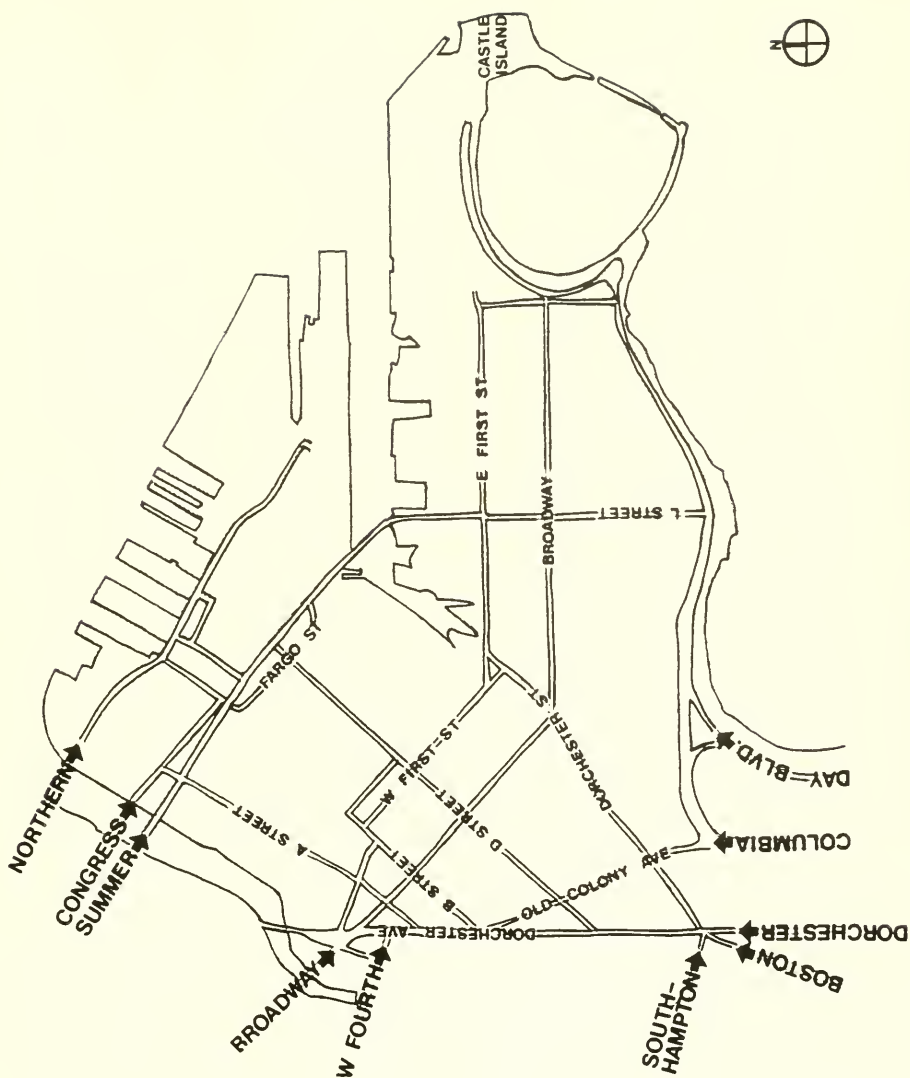 CASTLE
ISLAND
N
E FIRST ST
BROADWAY
L STREET
FARGO ST
W FIRST ST
DORCHESTER ST
D STREET
A STREET
B STREET
OLD COLONY AVE
DORCHESTER AVE
NORTHERN
CONGRESS
SUMMER
BROADWAY
W FOURTH
SOUTH-
HAMPTON
BOSTON
DORCHESTER
COLUMBIA
DAY BLVD.